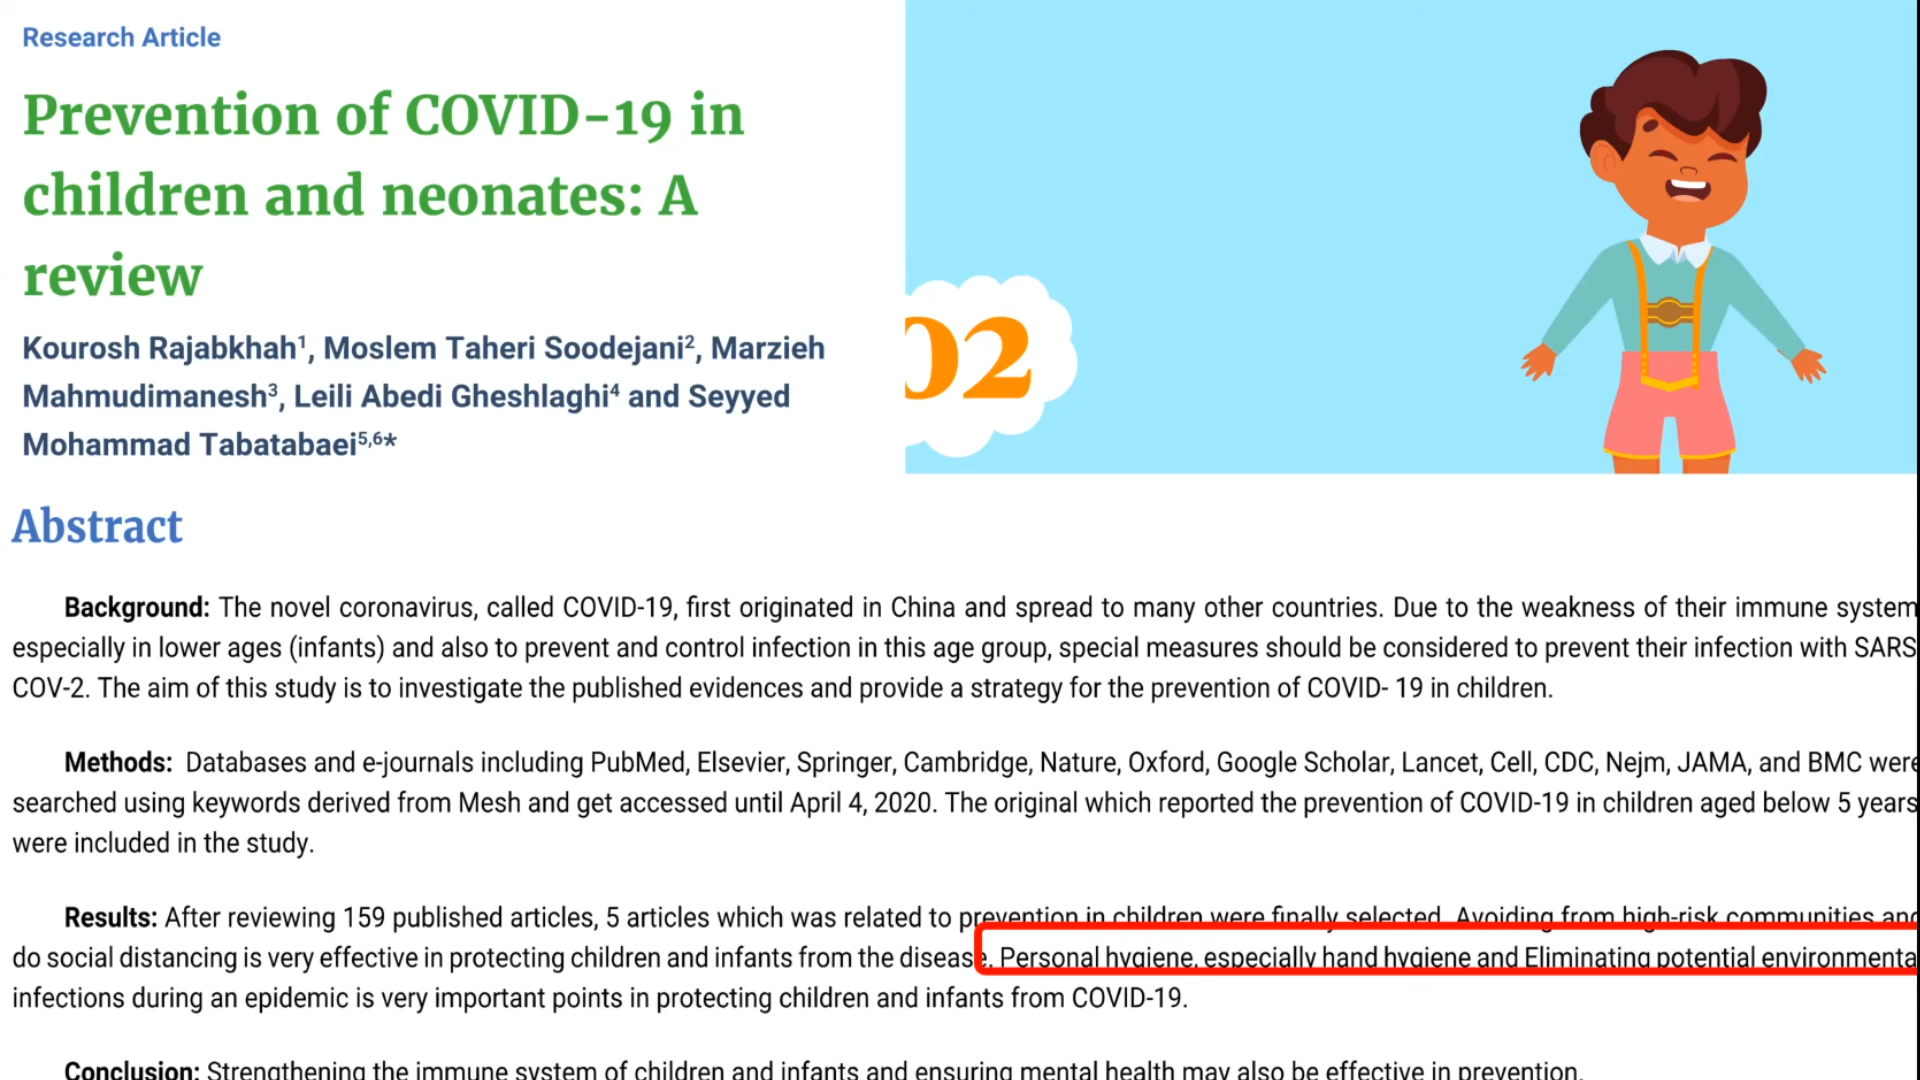 Research Article
Prevention of COVID-19 in
children and neonates: A
review
Kourosh Rajabkhah1, Moslem Taheri Soodejani2, Marzieh
Mahmudimanesh3, Leili Abedi Gheshlaghi4 and Seyyed
Mohammad Tabatabaei5,6*
02
Abstract
Background: The novel coronavirus, called COVID-19, first originated in China and spread to many other countries. Due to the weakness of their immune system
especially in lower ages (infants) and also to prevent and control infection in this age group, special measures should be considered to prevent their infection with SARS
COV-2. The aim of this study is to investigate the published evidences and provide a strategy for the prevention of COVID- 19 in children.
Methods: Databases and e-journals including PubMed, Elsevier, Springer, Cambridge, Nature, Oxford, Google Scholar, Lancet, Cell, CDC, Nejm, JAMA, and BMC were
searched using keywords derived from Mesh and get accessed until April 4, 2020. The original which reported the prevention of COVID-19 in children aged below 5 years
were included in the study.
Results: After reviewing 159 published articles, 5 articles which was related to prevention in children were finally selected. Avoiding from high-risk communities and
do social distancing is very effective in protecting children and infants from the disease. Personal hygiene, especially hand hygiene and Eliminating potential environmenta
infections during an epidemic is very important points in protecting children and infants from COVID-19.
Conclusion: Strengthening the immune system of children and infants and ensuring mental health may also be effective in prevention.